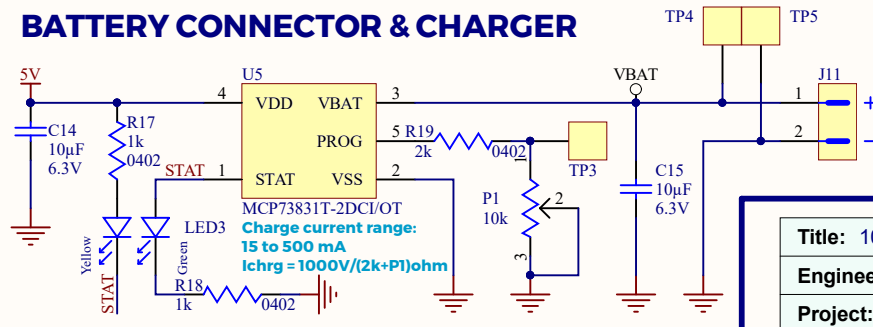 BATTERY CONNECTOR & CHARGER
TP4
TP5
5V
U5
VBAT
J11
4
VDD
VBAT
3
1
+
R17
1k
0402
C14
10µF
6.3V
PROG
5
R19
2k
0402
1
TP3
2
-
STAT
1
STAT
VSS
2
C15
10µF
6.3V
P1
10k
2
3
MCP73831T-2DCI/OT
LED3
Charge current range:
15 to 500 mA
Ichrg = 1000V/(2k+P1)ohm
Yellow
Green
STAT
R18
1k
0402
Title: 10
Enginee
Project: